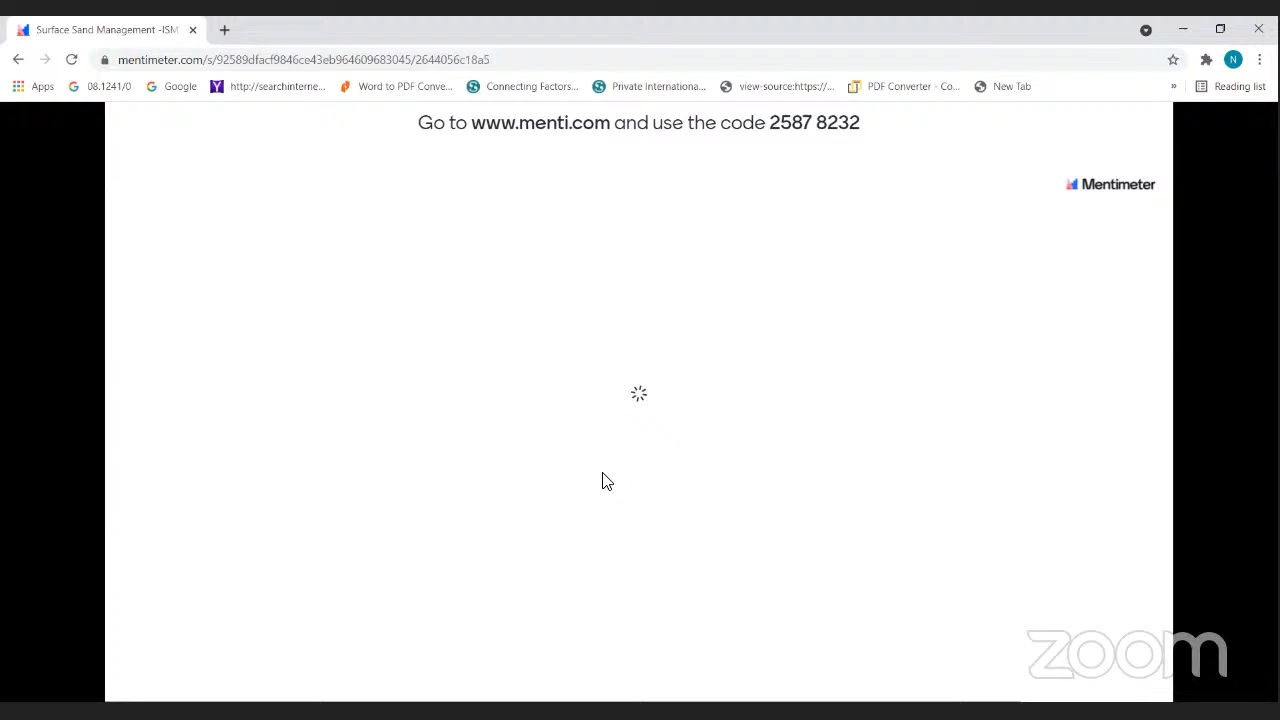 Surface Sand Management -ISM
mentimeter.com/s/92589dfacf9846ce43eb964609683045/2644056c18a5
N
Apps
08.1241/0
Google
http://searchinterne...
Word to PDF Conve...
Connecting Factors...
Private Internationa...
view-source:https://...
PDF Converter - Co...
New Tab
»
Reading list
Go to www.menti.com and use the code 2587 8232
Mentimeter
zoom